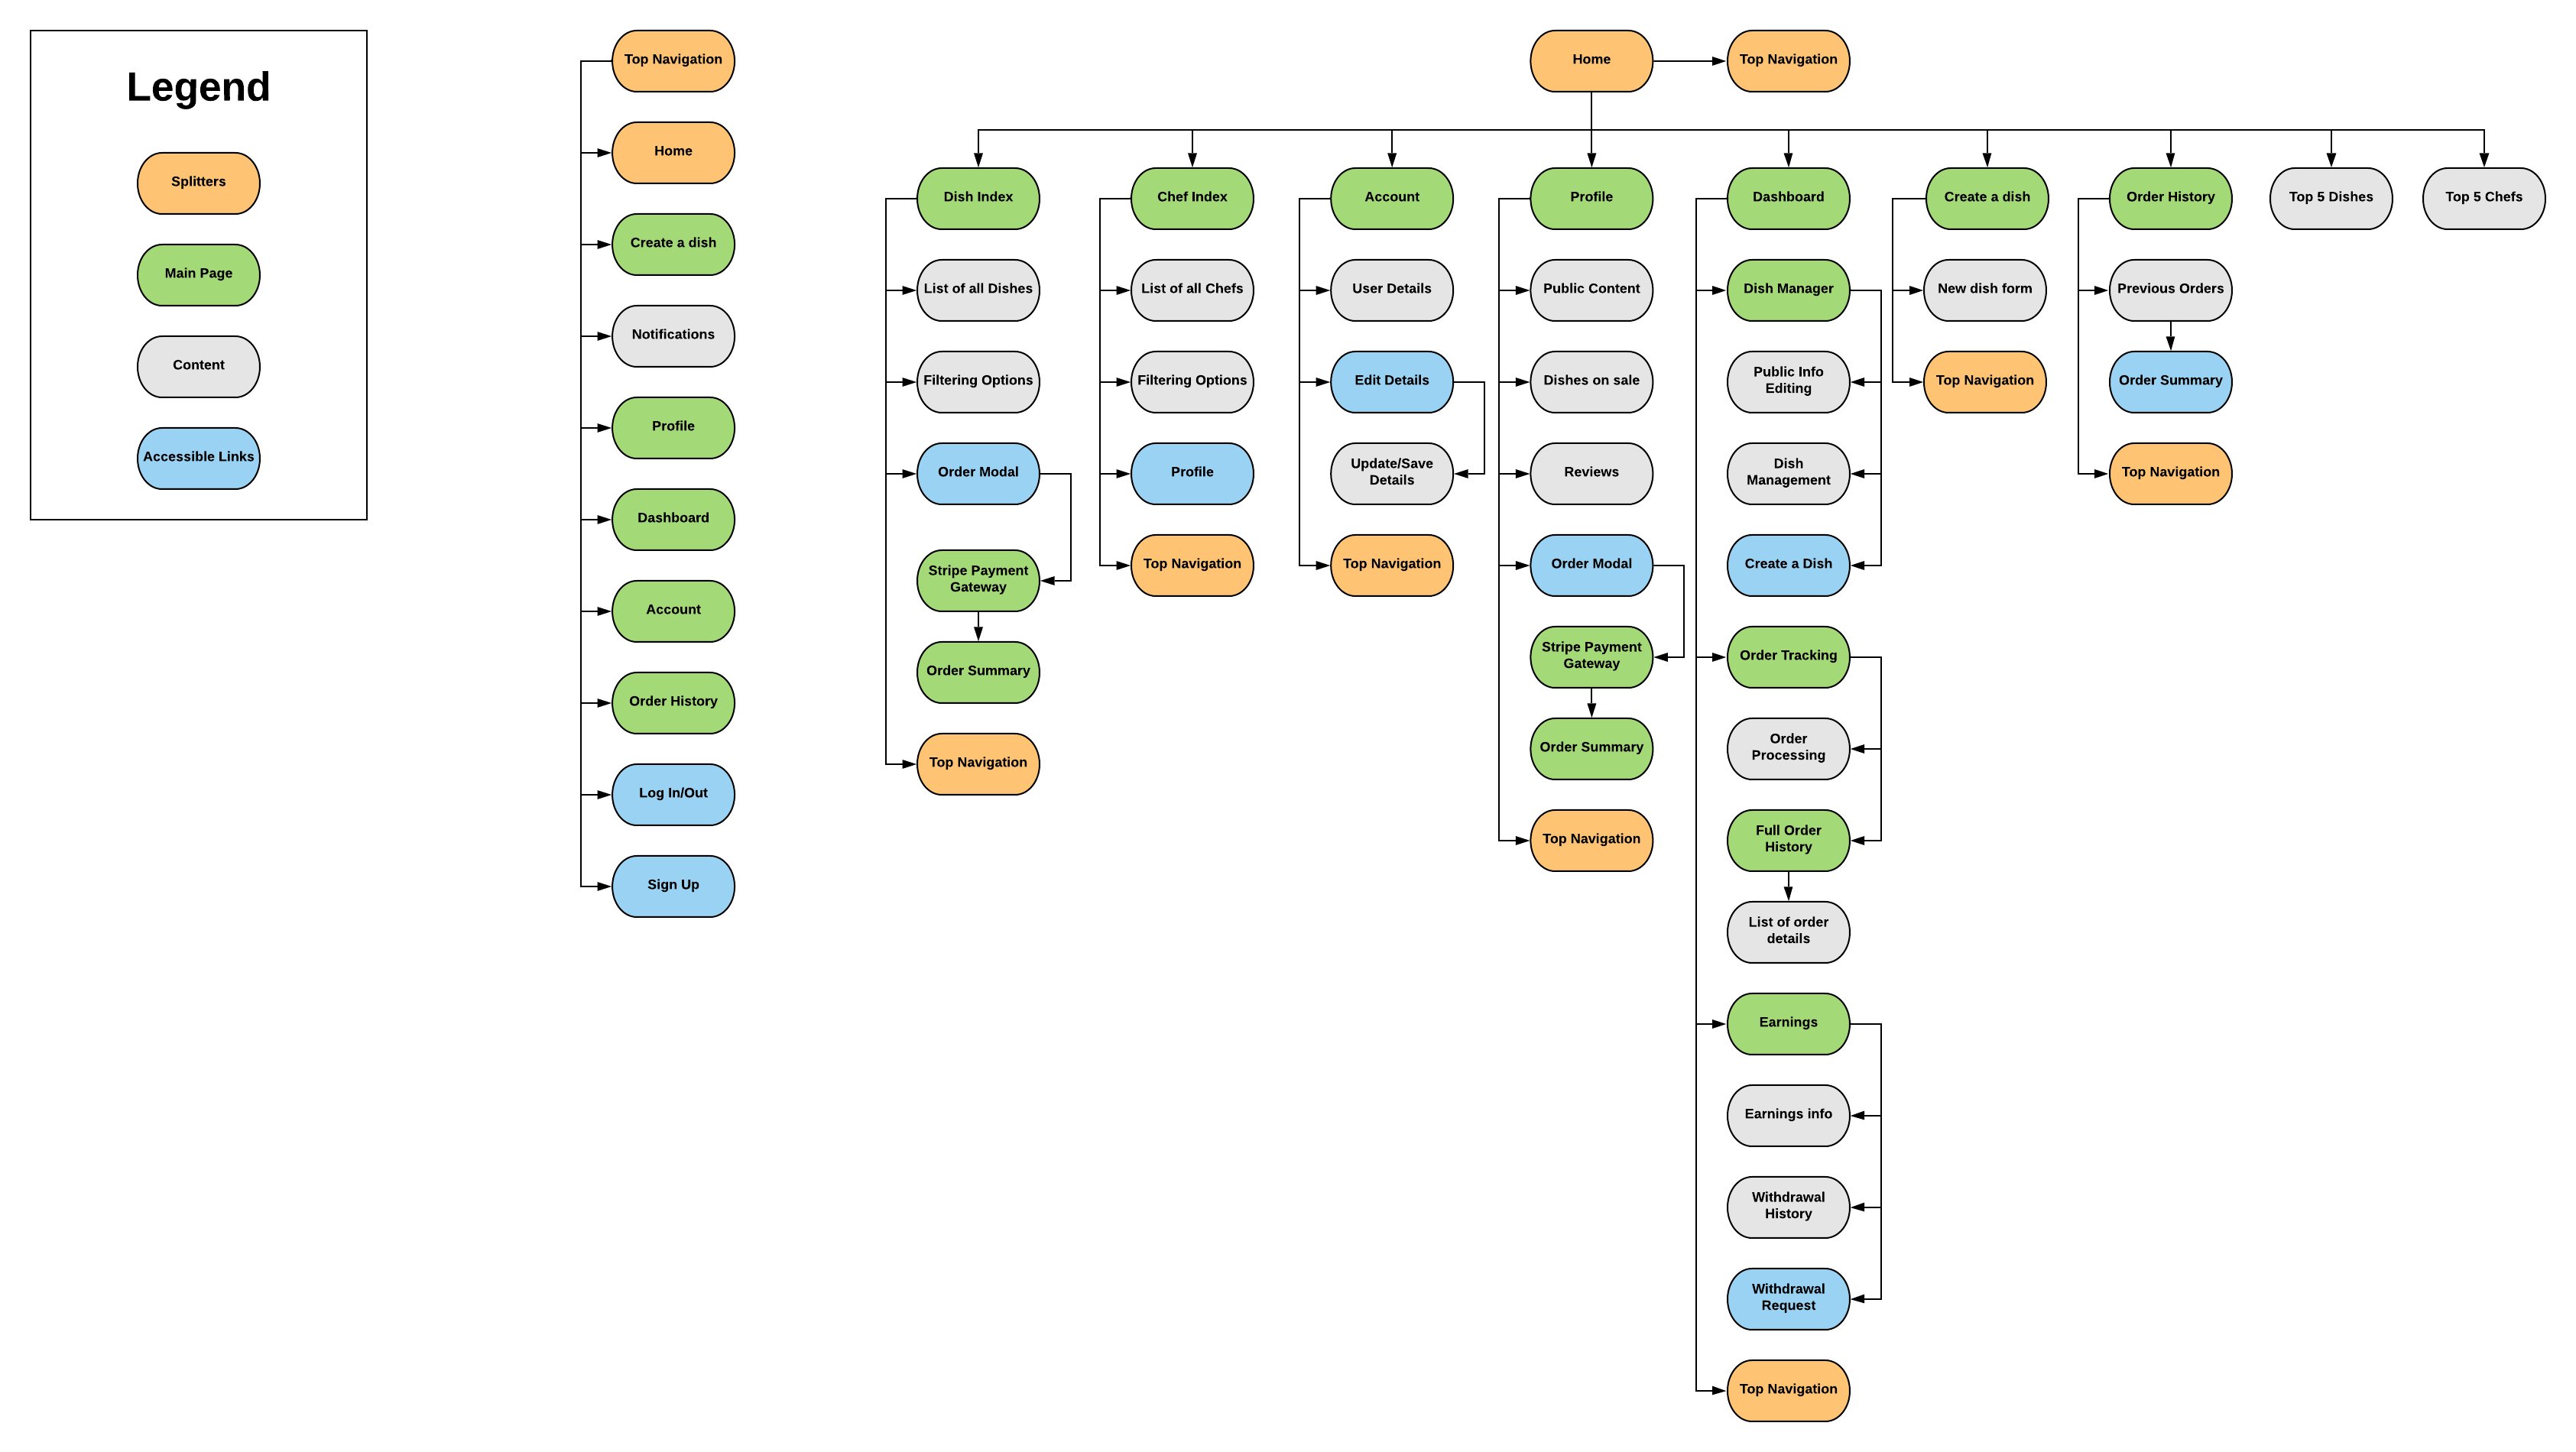 Legend
Splitters
Main Page
Content
Accessible Links
Top Navigation
Home
Create a dish
Notifications
Profile
Dashboard
Account
Order History
Log In/Out
Sign Up
Home
Top Navigation
Dish Index
List of all Dishes
Filtering Options
Order Modal
Stripe Payment
Gateway
Order Summary
Top Navigation
Chef Index
List of all Chefs
Filtering Options
Profile
Top Navigation
Account
User Details
Edit Details
Update/Save
Details
Top Navigation
Profile
Public Content
Dishes on sale
Reviews
Order Modal
Stripe Payment
Gateway
Order Summary
Top Navigation
Dashboard
Dish Manager
Public Info
Editing
Dish
Management
Create a Dish
Order Tracking
Order
Processing
Full Order
History
List of order
details
Earnings
Earnings info
Withdrawal
History
Withdrawal
Request
Top Navigation
Create a dish
New dish form
Top Navigation
Order History
Previous Orders
Order Summary
Top Navigation
Top 5 Dishes
Top 5 Chefs